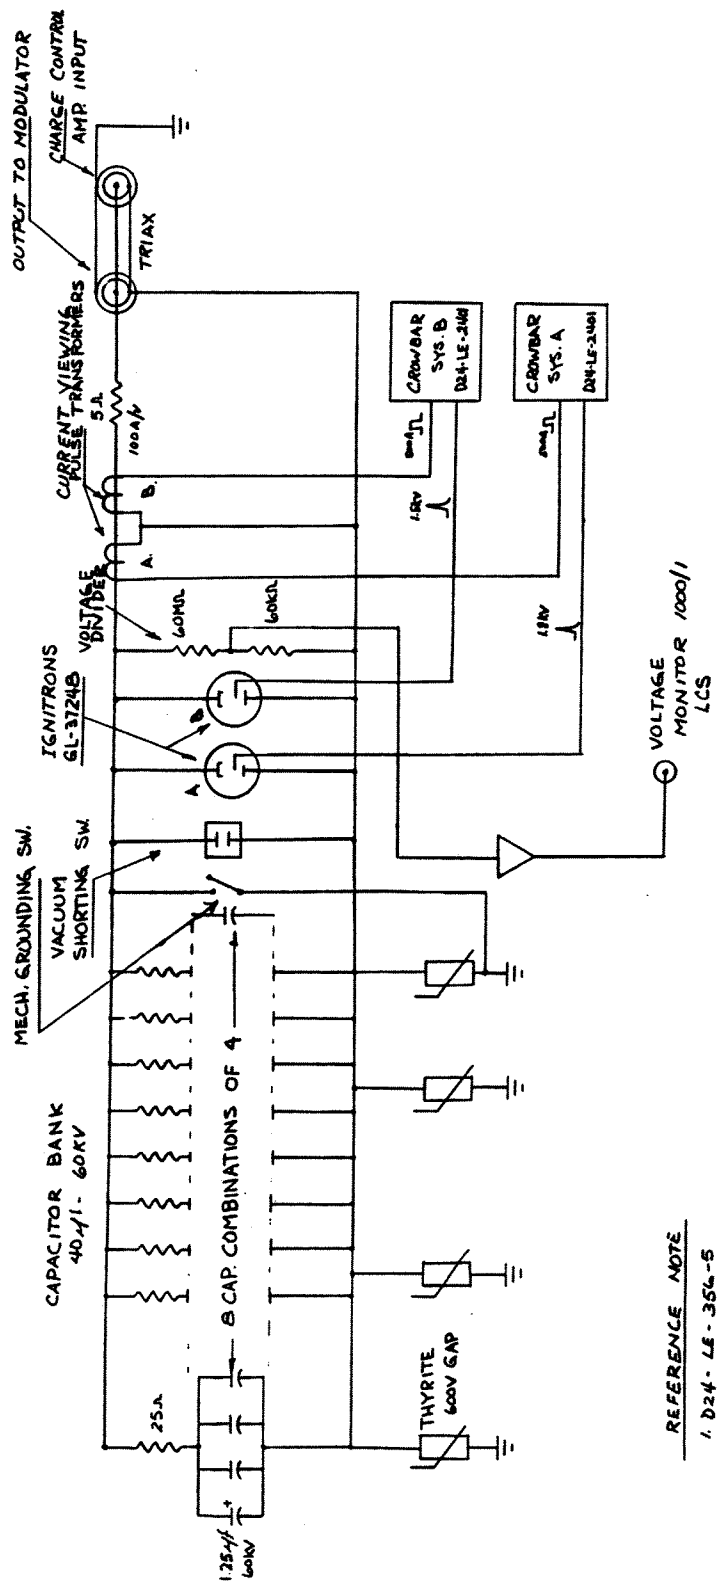 OUTPUT TO MODULATOR
CHARGE CONTROL
AMP. INPUT
TRIAX
CURRENT VIEWING
PULSE TRANSFORMERS
5Ω
100A/V
B.
A.
VOLTAGE
DIVIDER
60MΩ
60KΩ
IGNITRONS
GL-37248
B
A
MECH. GROUNDING SW.
VACUUM
SHORTING SW.
CAPACITOR BANK
40μf - 60KV
8 CAP. COMBINATIONS OF 4
25Ω
1.25μf
60KV
+
THYRITE
600V GAP
CROWBAR
SYS. B
D24-LE-2401
CROWBAR
SYS. A
D24-LE-2401
1.8KV
VOLTAGE
MONITOR 1000/1
LCS
REFERENCE NOTE
1. D24-LE-356-5